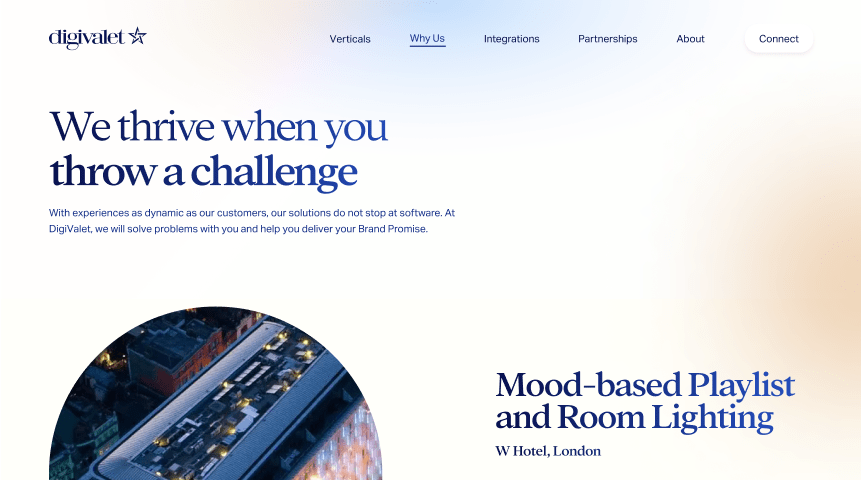 digivalet
Verticals
Why Us
Integrations
Partnerships
About
Connect
We thrive when you
throw a challenge
With experiences as dynamic as our customers, our solutions do not stop at software. At
DigiValet, we will solve problems with you and help you deliver your Brand Promise.
Mood-based Playlist
and Room Lighting
W Hotel, London